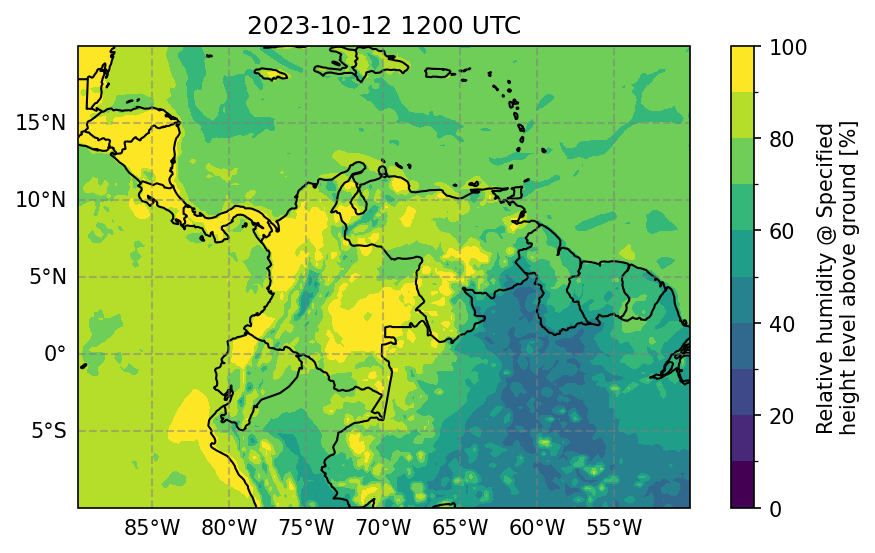 2023-10-12 1200 UTC
15°N
10°N
5°N
0°
5°S
85°W 80°W 75°W 70°W 65°W 60°W 55°W
100
80
60
40
20
0
Relative humidity @ Specified
height level above ground [%]